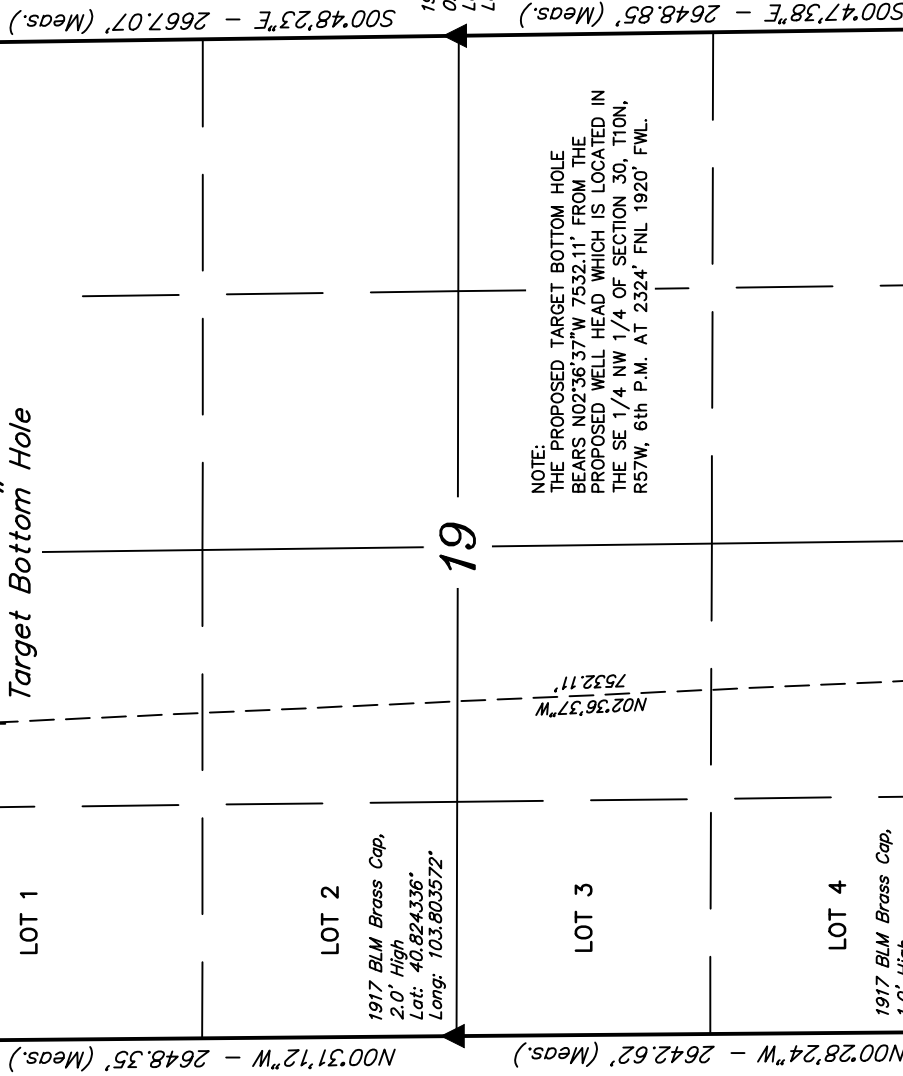 S00°48'23"E – 2667.07' (Meas.)
S00°47'38"E – 2648.85' (Meas.)
Target Bottom Hole
NOTE:
THE PROPOSED TARGET BOTTOM HOLE
BEARS N02°36'37"W 7532.11' FROM THE
PROPOSED WELL HEAD WHICH IS LOCATED IN
THE SE 1/4 NW 1/4 OF SECTION 30, T10N,
R57W, 6th P.M. AT 2324' FNL 1920' FWL.
19
N02°36'37"W
7532.11'
LOT 1
LOT 2
LOT 3
LOT 4
1917 BLM Brass Cap,
2.0' High
Lat: 40.824336°
Long: 103.803572°
1917 BLM Brass Cap,
N00°31'12"W – 2648.35' (Meas.)
N00°28'24"W – 2642.62' (Meas.)